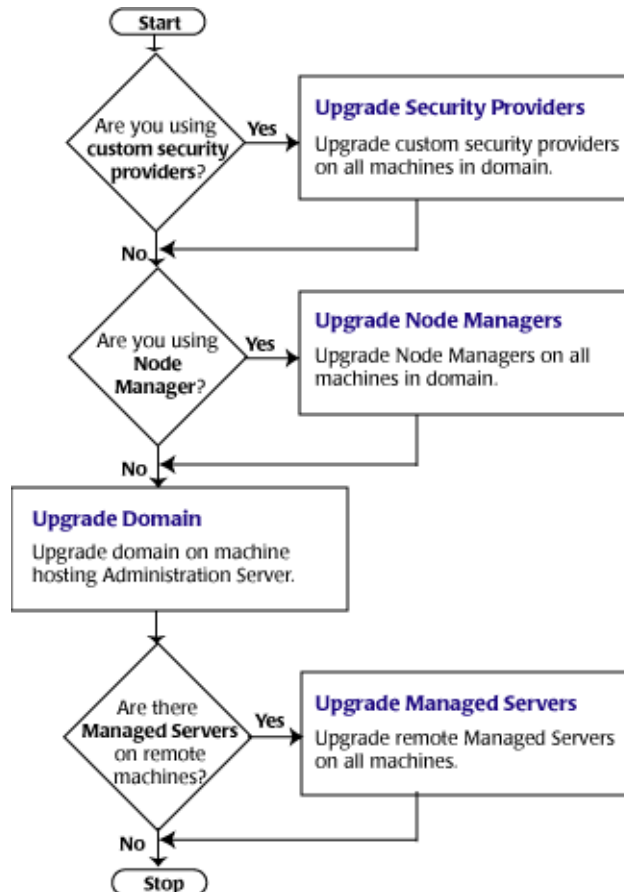 Start
Are you using
custom security
providers?
Yes
Upgrade Security Providers
Upgrade custom security providers
on all machines in domain.
No
Are you using
Node
Manager?
Yes
Upgrade Node Managers
Upgrade Node Managers on all
machines in domain.
No
Upgrade Domain
Upgrade domain on machine
hosting Administration Server.
Are there
Managed Servers
on remote
machines?
Yes
Upgrade Managed Servers
Upgrade remote Managed Servers
on all machines.
No
Stop